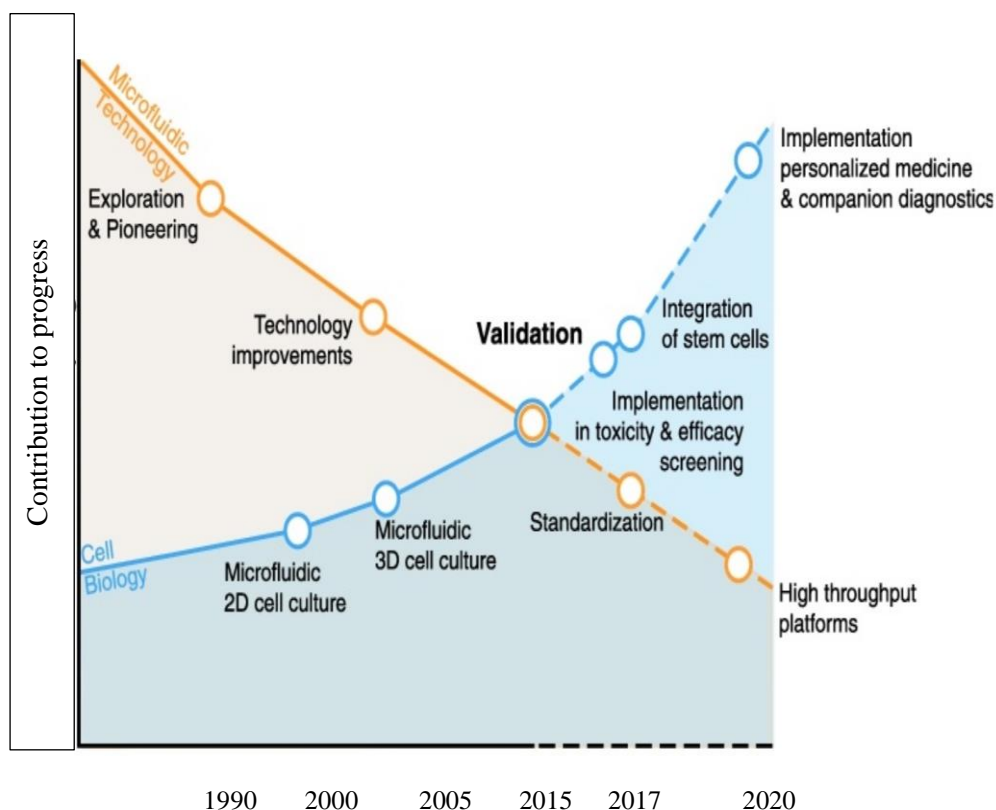 Contribution to progress
Microfluidic
Technology
Exploration
& Pioneering
Technology
improvements
Validation
Implementation
personalized medicine
& companion diagnostics
Integration
of stem cells
Implementation
in toxicity & efficacy
screening
Standardization
High throughput
platforms
Cell
Biology
Microfluidic
2D cell culture
Microfluidic
3D cell culture
1990 2000 2005 2015 2017 2020